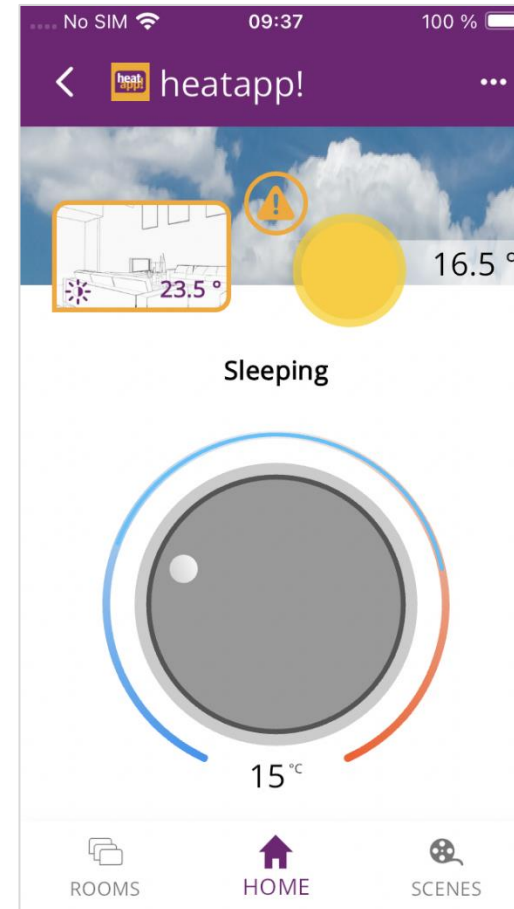 No SIM 09:37 100 %
heat app! heatapp!
23.5 °
16.5 °
Sleeping
15 °C
ROOMS HOME SCENES